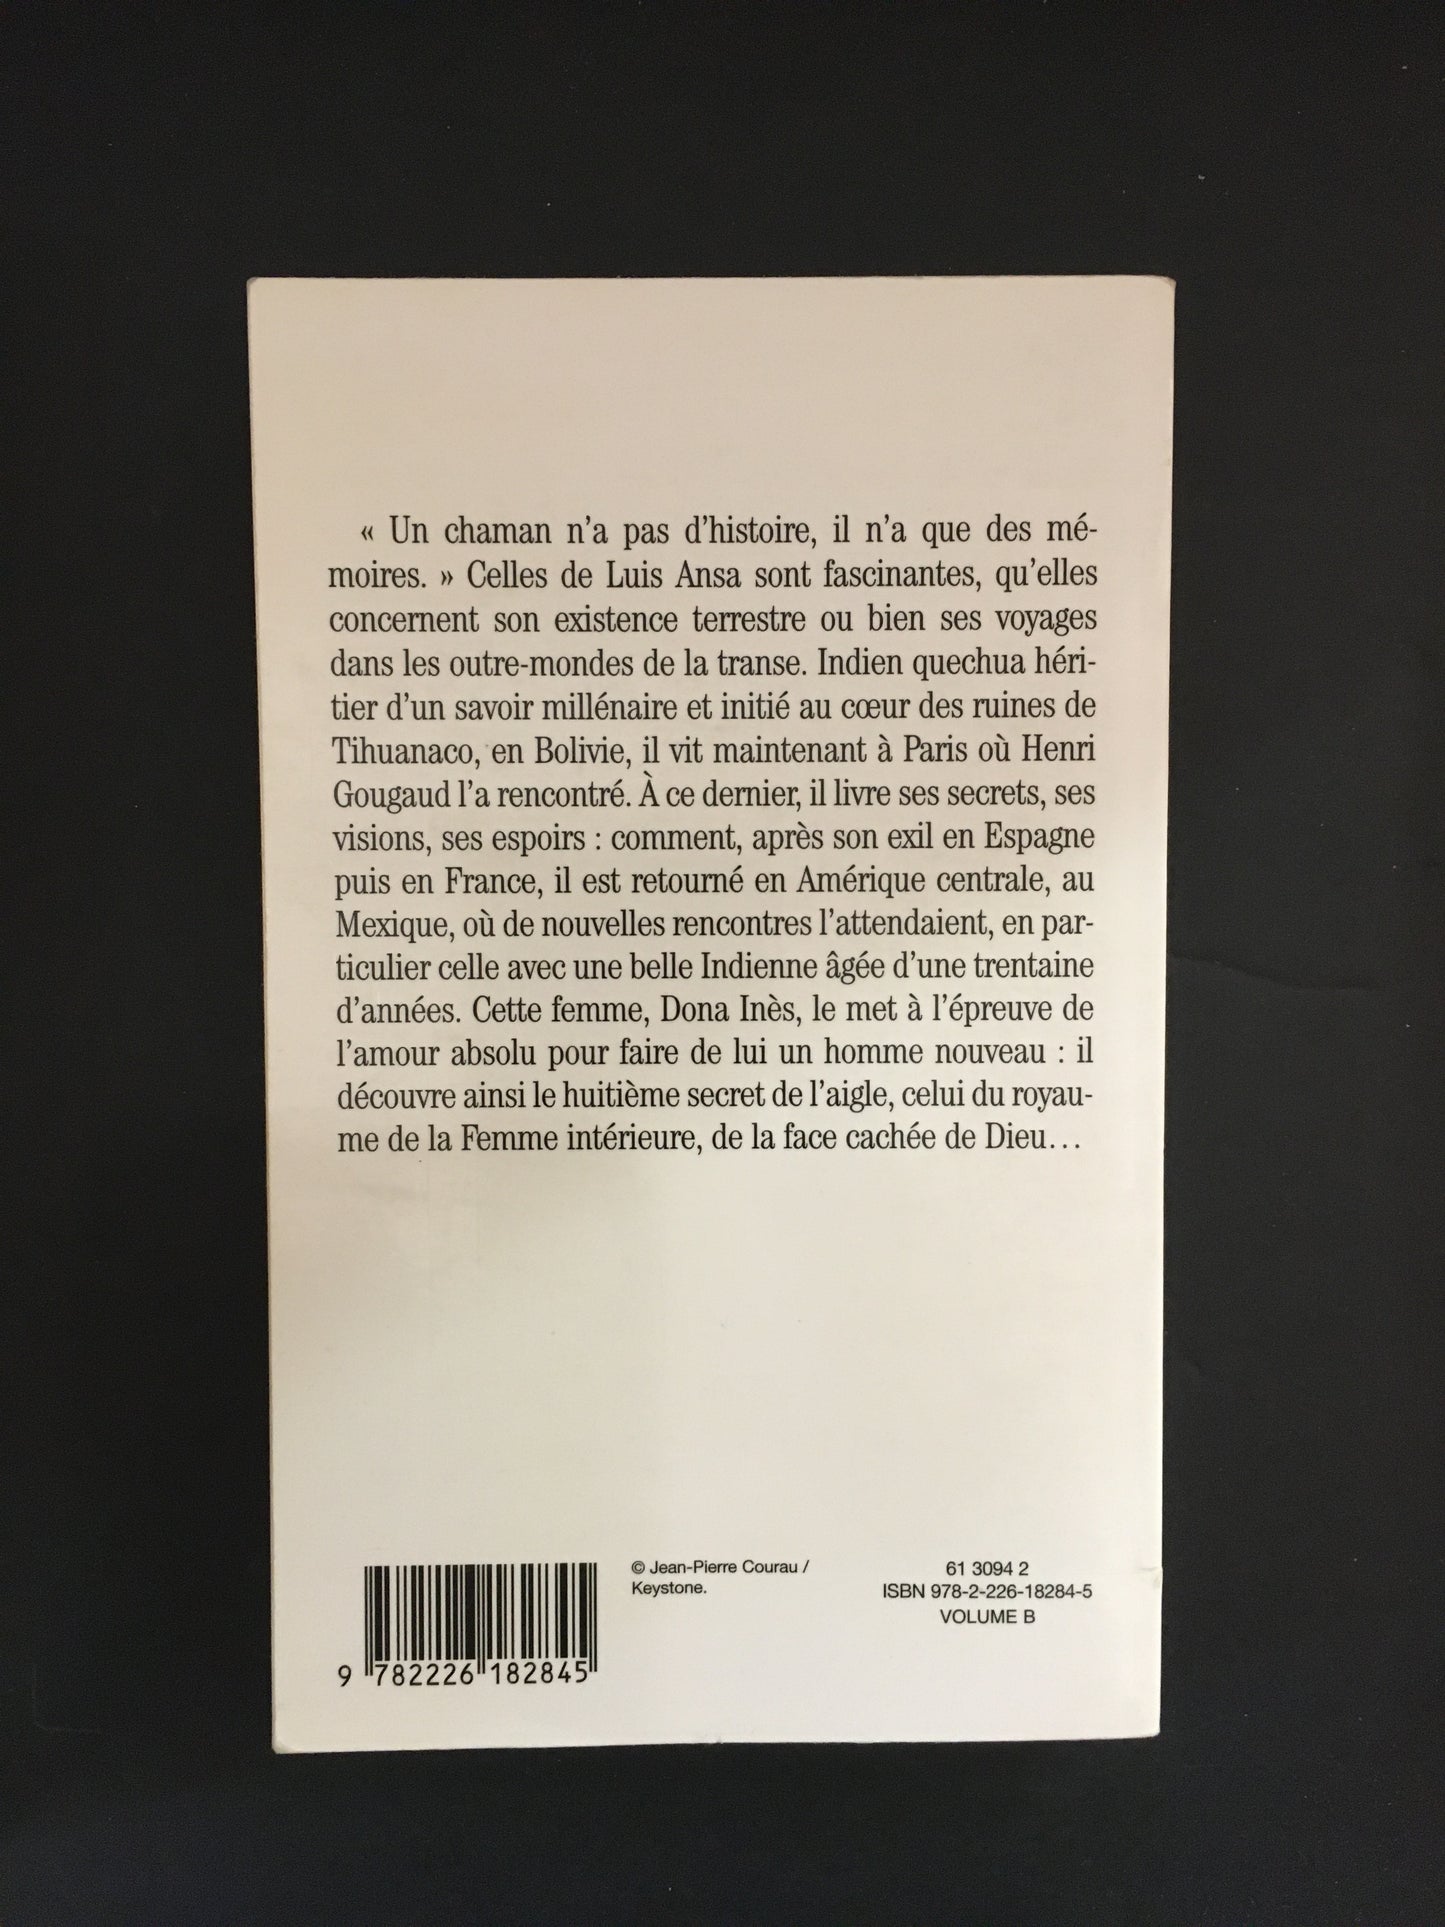 « Un chaman n'a pas d'histoire, il n'a que des mé-
moires. » Celles de Luis Ansa sont fascinantes, qu'elles
concernent son existence terrestre ou bien ses voyages
dans les outre-mondes de la transe. Indien quechua héri-
tier d'un savoir millénaire et initié au cœur des ruines de
Tihuanaco, en Bolivie, il vit maintenant à Paris où Henri
Gougaud l'a rencontré. À ce dernier, il livre ses secrets, ses
visions, ses espoirs : comment, après son exil en Espagne
puis en France, il est retourné en Amérique centrale, au
Mexique, où de nouvelles rencontres l'attendaient, en par-
ticulier celle avec une belle Indienne âgée d'une trentaine
d'années. Cette femme, Dona Inès, le met à l'épreuve de
l'amour absolu pour faire de lui un homme nouveau : il
découvre ainsi le huitième secret de l'aigle, celui du royau-
me de la Femme intérieure, de la face cachée de Dieu...
© Jean-Pierre Courau /
Keystone.
61 3094 2
ISBN 978-2-226-18284-5
VOLUME B
9 782226 182845